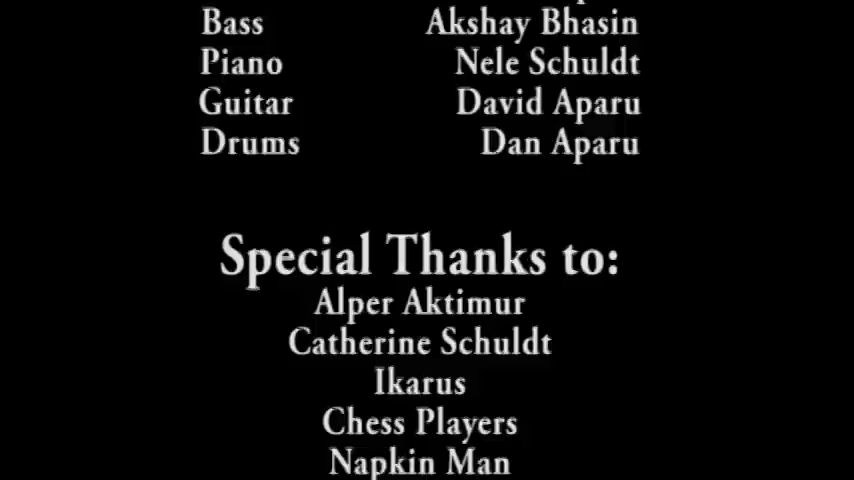 Bass Akshay Bhasin
Piano Nele Schuldt
Guitar David Aparu
Drums Dan Aparu
Special Thanks to:
Alper Aktimur
Catherine Schuldt
Ikarus
Chess Players
Napkin Man